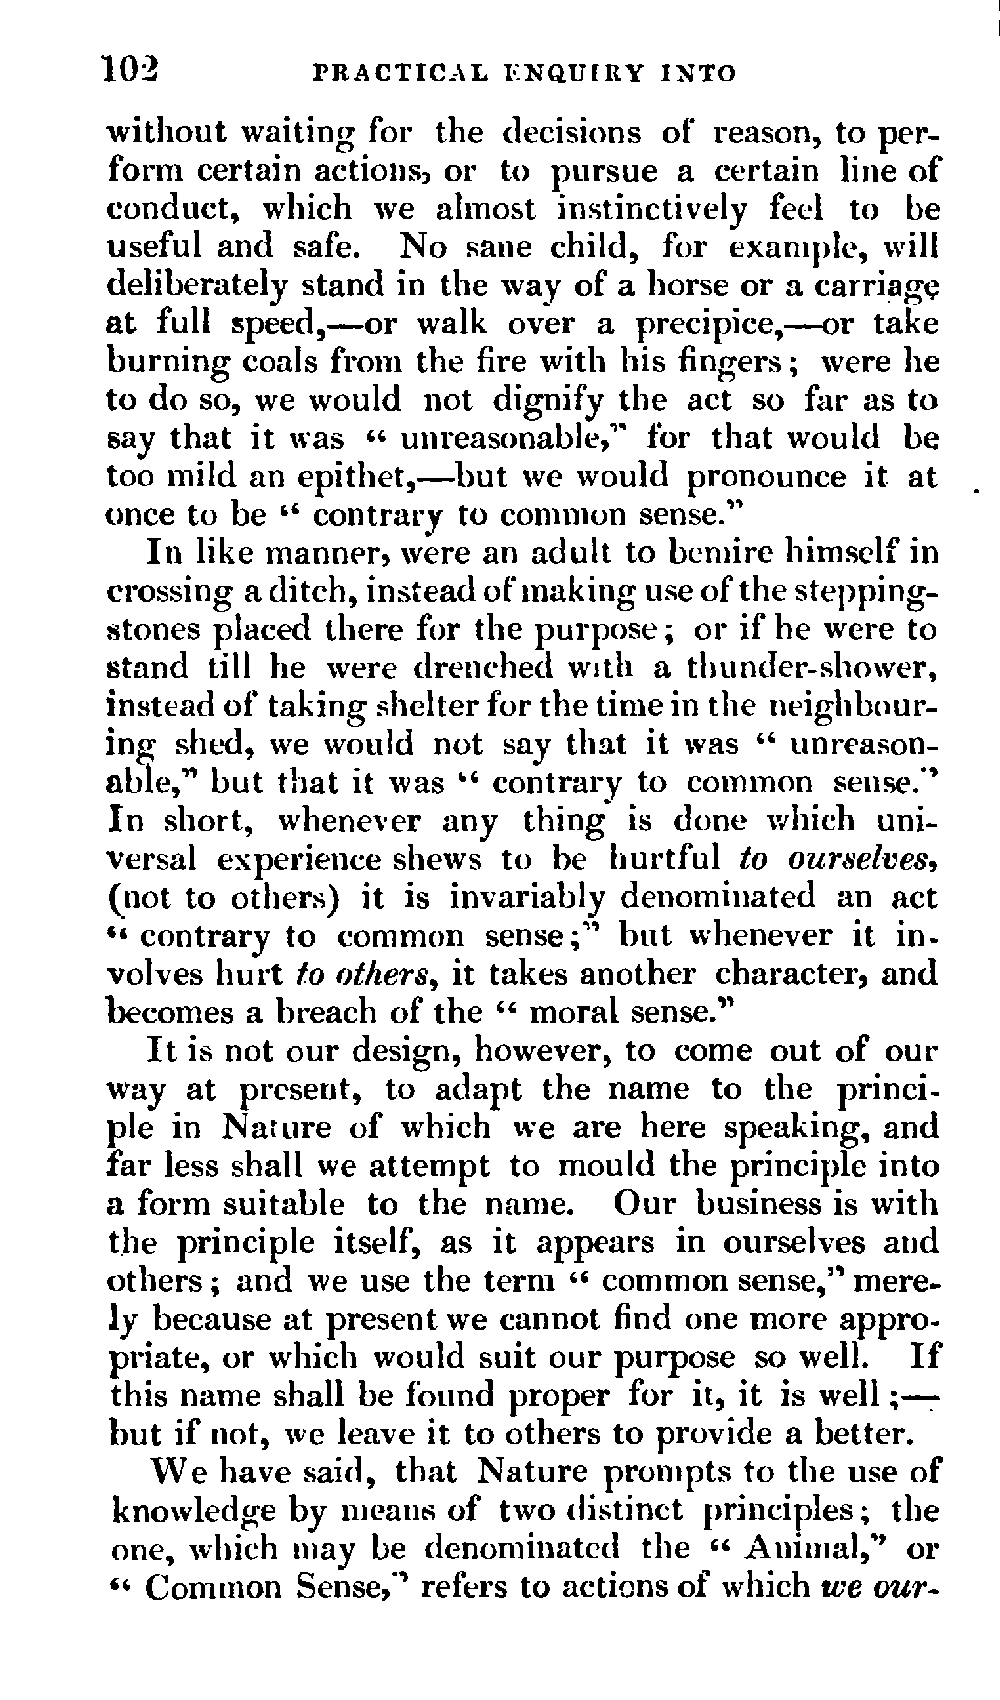 102 PRACTICAL ENQUIRY INTO
without waiting for the decisions of reason, to per-
form certain actions, or to pursue a certain line of
conduct, which we almost instinctively feel to be
useful and safe. No sane child, for example, will
deliberately stand in the way of a horse or a carriage
at full speed,—or walk over a precipice,—or take
burning coals from the fire with his fingers; were he
to do so, we would not dignify the act so far as to
say that it was “ unreasonable,” for that would be
too mild an epithet,—but we would pronounce it at
once to be “ contrary to common sense.”
In like manner, were an adult to bemire himself in
crossing a ditch, instead of making use of the stepping-
stones placed there for the purpose; or if he were to
stand till he were drenched with a thunder-shower,
instead of taking shelter for the time in the neighbour-
ing shed, we would not say that it was “ unreason-
able,” but that it was “ contrary to common sense.”
In short, whenever any thing is done which uni-
versal experience shews to be hurtful to ourselves,
(not to others) it is invariably denominated an act
“ contrary to common sense;” but whenever it in-
volves hurt to others, it takes another character, and
becomes a breach of the “ moral sense.”
It is not our design, however, to come out of our
way at present, to adapt the name to the princi-
ple in Nature of which we are here speaking, and
far less shall we attempt to mould the principle into
a form suitable to the name. Our business is with
the principle itself, as it appears in ourselves and
others; and we use the term “ common sense,” mere-
ly because at present we cannot find one more appro-
priate, or which would suit our purpose so well. If
this name shall be found proper for it, it is well;—
but if not, we leave it to others to provide a better.
We have said, that Nature prompts to the use of
knowledge by means of two distinct principles; the
one, which may be denominated the “ Animal,” or
“ Common Sense,” refers to actions of which we our-